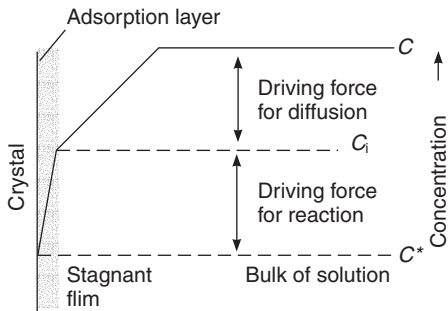 Adsorption layer
C
Driving force
for diffusion
Cᵢ
Driving force
for reaction
C*
Stagnant
flim
Bulk of solution
Crystal
Concentration